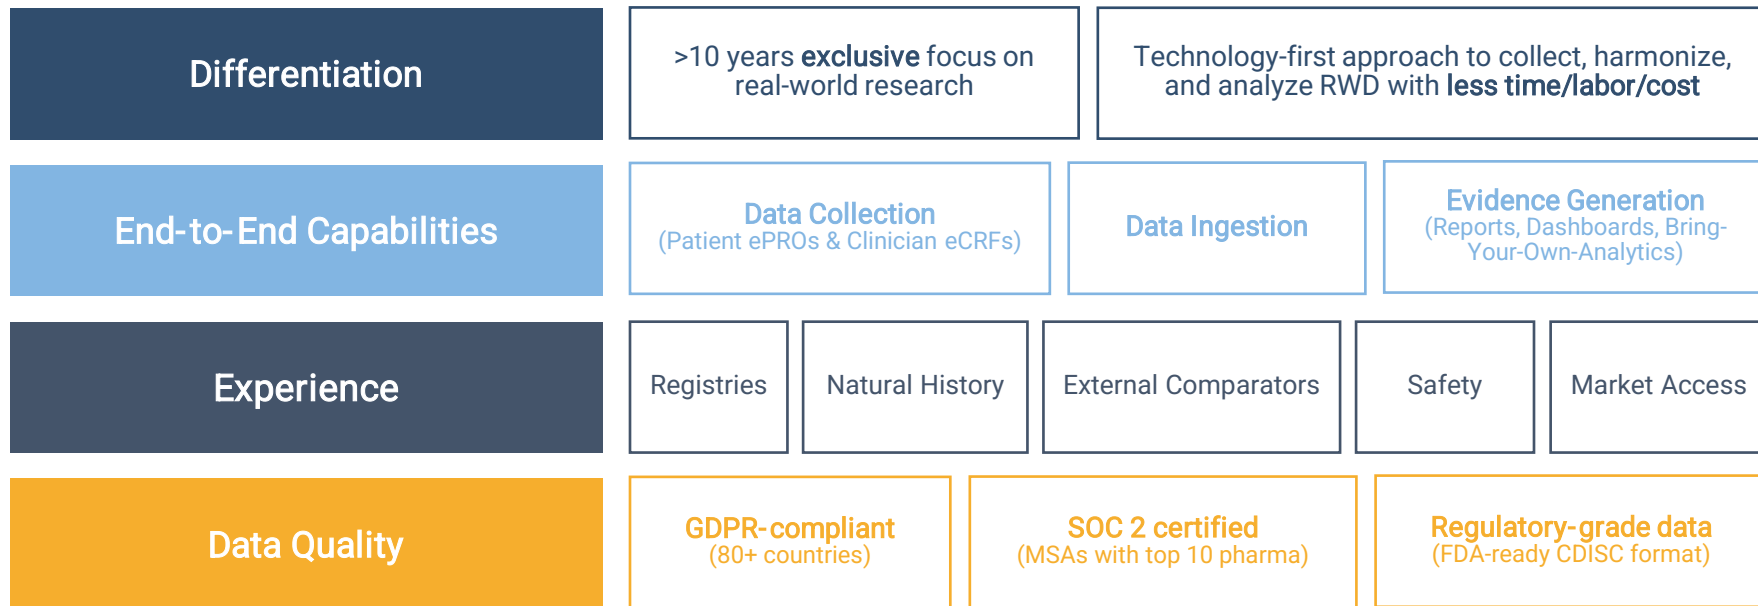 Differentiation
>10 years exclusive focus on
real-world research
Technology-first approach to collect, harmonize,
and analyze RWD with less time/labor/cost
End-to-End Capabilities
Data Collection
(Patient ePROs & Clinician eCRFs)
Data Ingestion
Evidence Generation
(Reports, Dashboards, Bring-
Your-Own-Analytics)
Experience
Registries
Natural History
External Comparators
Safety
Market Access
Data Quality
GDPR-compliant
(80+ countries)
SOC 2 certified
(MSAs with top 10 pharma)
Regulatory-grade data
(FDA-ready CDISC format)